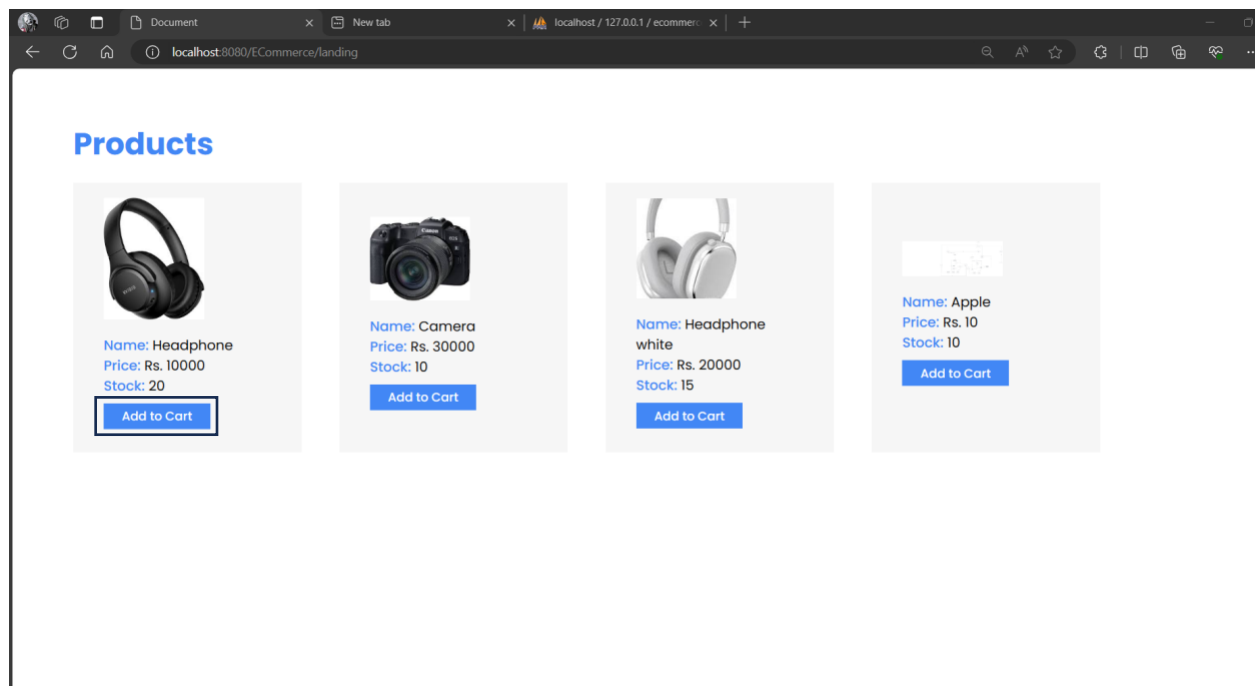 Document
New tab
localhost / 127.0.0.1 / ecommerc
localhost:8080/ECommerce/landing
Products
Name: Headphone
Price: Rs. 10000
Stock: 20
Add to Cart
Canon
Name: Camera
Price: Rs. 30000
Stock: 10
Add to Cart
Name: Headphone
white
Price: Rs. 20000
Stock: 15
Add to Cart
Name: Apple
Price: Rs. 10
Stock: 10
Add to Cart